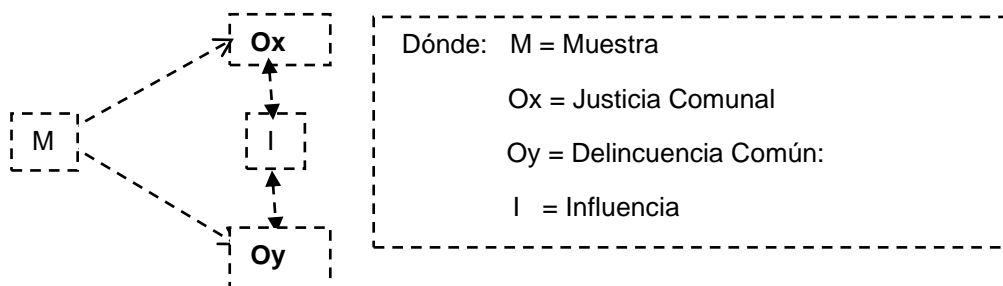 Ox
M
I
Oy
Dónde: M = Muestra
Ox = Justicia Comunal
Oy = Delincuencia Común:
I = Influencia